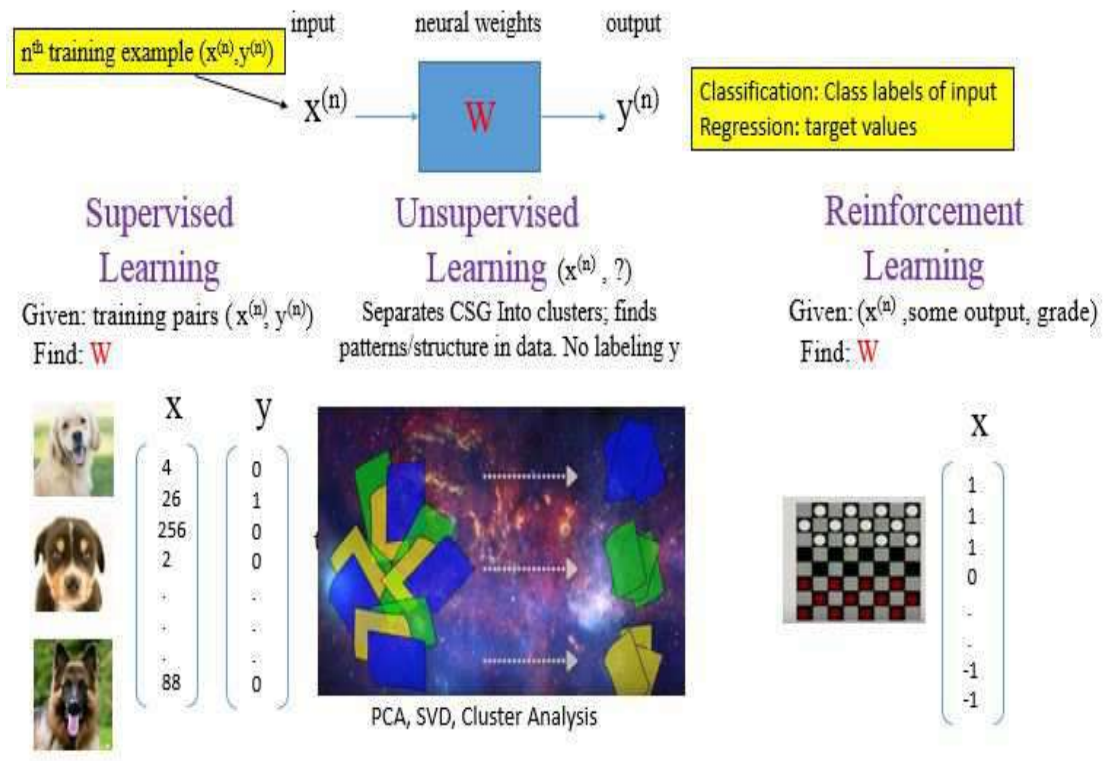 input neural weights output
nᵗʰ training example (x⁽ⁿ⁾,y⁽ⁿ⁾)
x⁽ⁿ⁾ W y⁽ⁿ⁾
Classification: Class labels of input
Regression: target values
Supervised
Learning
Given: training pairs (x⁽ⁿ⁾, y⁽ⁿ⁾)
Find: W
x y
4 0
26 1
256 0
2 0
. .
. .
. .
88 0
Unsupervised
Learning (x⁽ⁿ⁾ , ?)
Separates CSG Into clusters; finds
patterns/structure in data. No labeling y
t
PCA, SVD, Cluster Analysis
Reinforcement
Learning
Given: (x⁽ⁿ⁾ ,some output, grade)
Find: W
x
1
1
1
0
.
.
-1
-1